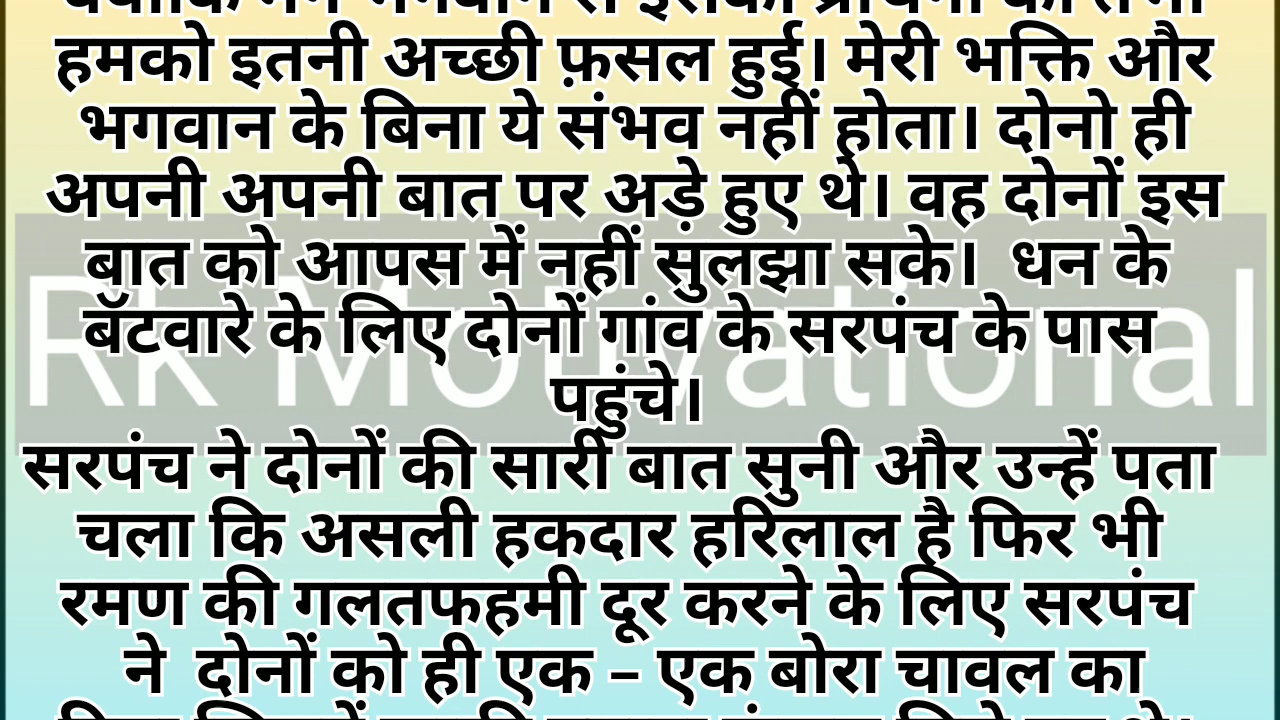 हमको इतनी अच्छी फ़सल हुई। मेरी भक्ति और
भगवान के बिना ये संभव नहीं होता। दोनो ही
अपनी अपनी बात पर अड़े हुए थे। वह दोनों इस
बात को आपस में नहीं सुलझा सके।  धन के
बॅटवारे के लिए दोनों गांव के सरपंच के पास
पहुंचे।
Rk Motivational
सरपंच ने दोनों की सारी बात सुनी और उन्हें पता
चला कि असली हकदार हरिलाल है फिर भी
रमण की गलतफहमी दूर करने के लिए सरपंच
ने  दोनों को ही एक – एक बोरा चावल का